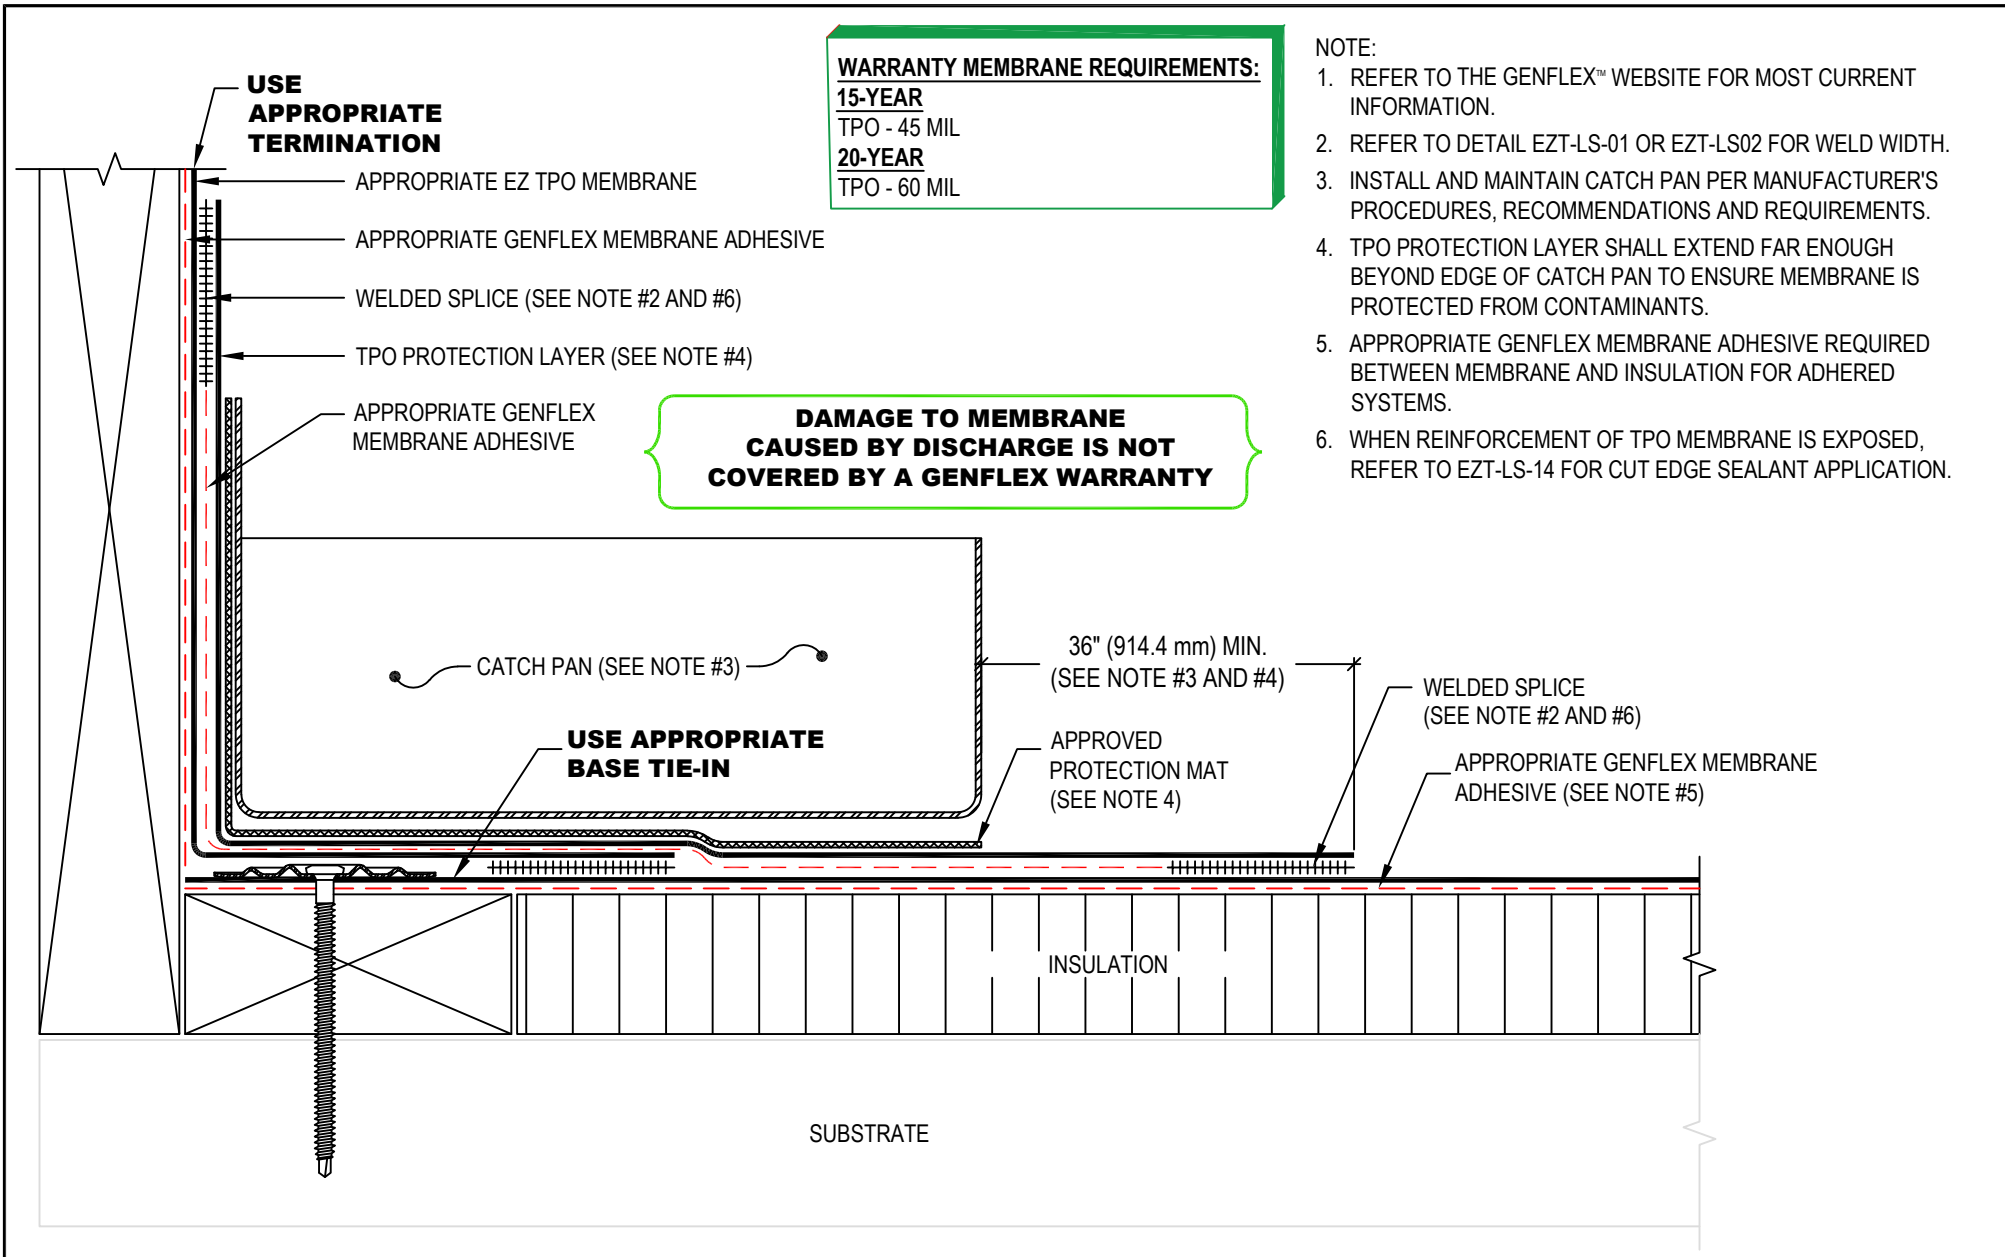 USE
APPROPRIATE
TERMINATION
APPROPRIATE EZ TPO MEMBRANE
APPROPRIATE GENFLEX MEMBRANE ADHESIVE
WELDED SPLICE (SEE NOTE #2 AND #6)
TPO PROTECTION LAYER (SEE NOTE #4)
APPROPRIATE GENFLEX
MEMBRANE ADHESIVE
WARRANTY MEMBRANE REQUIREMENTS:
15-YEAR
TPO - 45 MIL
20-YEAR
TPO - 60 MIL
NOTE:
1. REFER TO THE GENFLEX™ WEBSITE FOR MOST CURRENT
INFORMATION.
2. REFER TO DETAIL EZT-LS-01 OR EZT-LS02 FOR WELD WIDTH.
3. INSTALL AND MAINTAIN CATCH PAN PER MANUFACTURER'S
PROCEDURES, RECOMMENDATIONS AND REQUIREMENTS.
4. TPO PROTECTION LAYER SHALL EXTEND FAR ENOUGH
BEYOND EDGE OF CATCH PAN TO ENSURE MEMBRANE IS
PROTECTED FROM CONTAMINANTS.
5. APPROPRIATE GENFLEX MEMBRANE ADHESIVE REQUIRED
BETWEEN MEMBRANE AND INSULATION FOR ADHERED
SYSTEMS.
6. WHEN REINFORCEMENT OF TPO MEMBRANE IS EXPOSED,
REFER TO EZT-LS-14 FOR CUT EDGE SEALANT APPLICATION.
DAMAGE TO MEMBRANE
CAUSED BY DISCHARGE IS NOT
COVERED BY A GENFLEX WARRANTY
CATCH PAN (SEE NOTE #3)
36" (914.4 mm) MIN.
(SEE NOTE #3 AND #4)
USE APPROPRIATE
BASE TIE-IN
APPROVED
PROTECTION MAT
(SEE NOTE 4)
WELDED SPLICE
(SEE NOTE #2 AND #6)
APPROPRIATE GENFLEX MEMBRANE
ADHESIVE (SEE NOTE #5)
INSULATION
SUBSTRATE